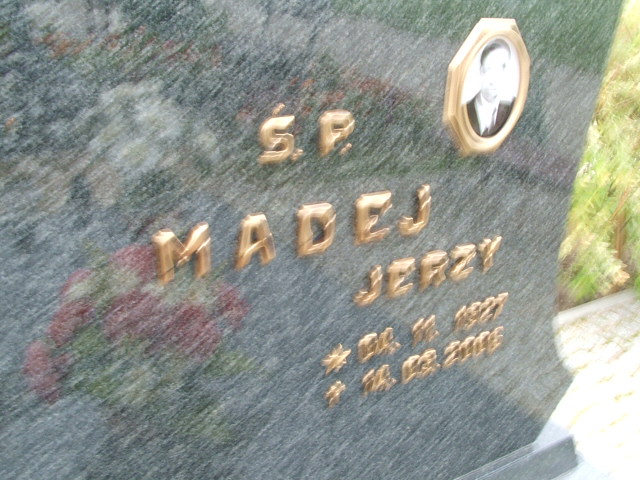 Ś. P.
MADEJ
JERZY
* 04. 11. 1927
+ 14. 03. 2006